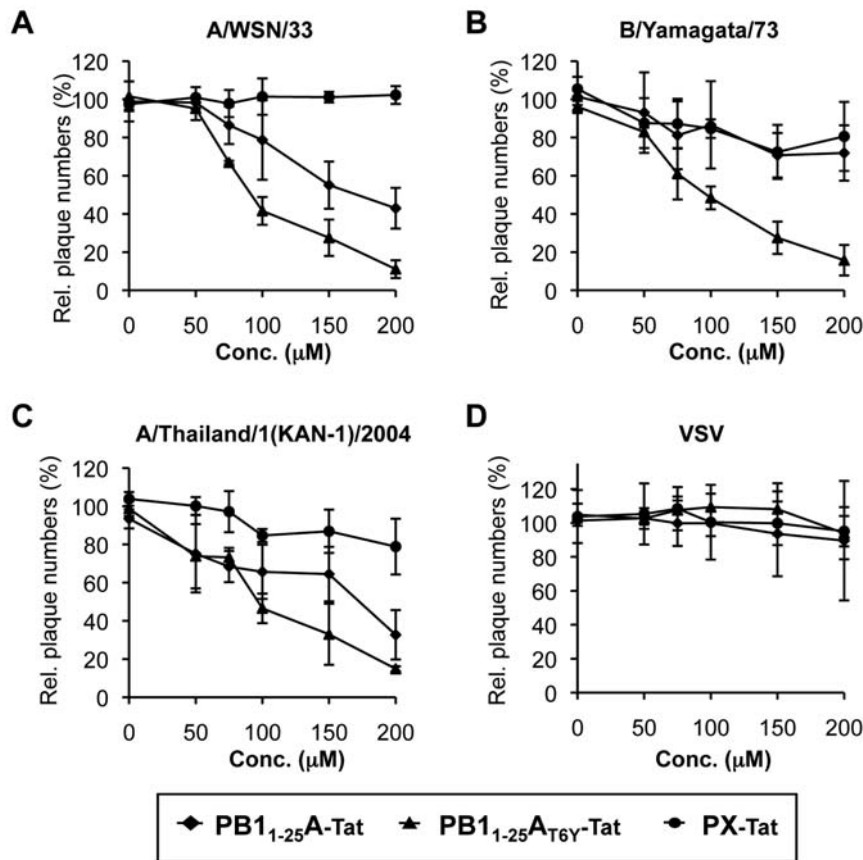 A
A/WSN/33
Rel. plaque numbers (%)
120
100
80
60
40
20
0
0 50 100 150 200
Conc. (μM)
B
B/Yamagata/73
Rel. plaque numbers (%)
120
100
80
60
40
20
0
0 50 100 150 200
Conc. (μM)
C
A/Thailand/1(KAN-1)/2004
Rel. plaque numbers (%)
120
100
80
60
40
20
0
0 50 100 150 200
Conc. (μM)
D
VSV
Rel. plaque numbers (%)
120
100
80
60
40
20
0
0 50 100 150 200
Conc. (μM)
PB1₁₋₂₅A-Tat PB1₁₋₂₅A_T6Y-Tat PX-Tat